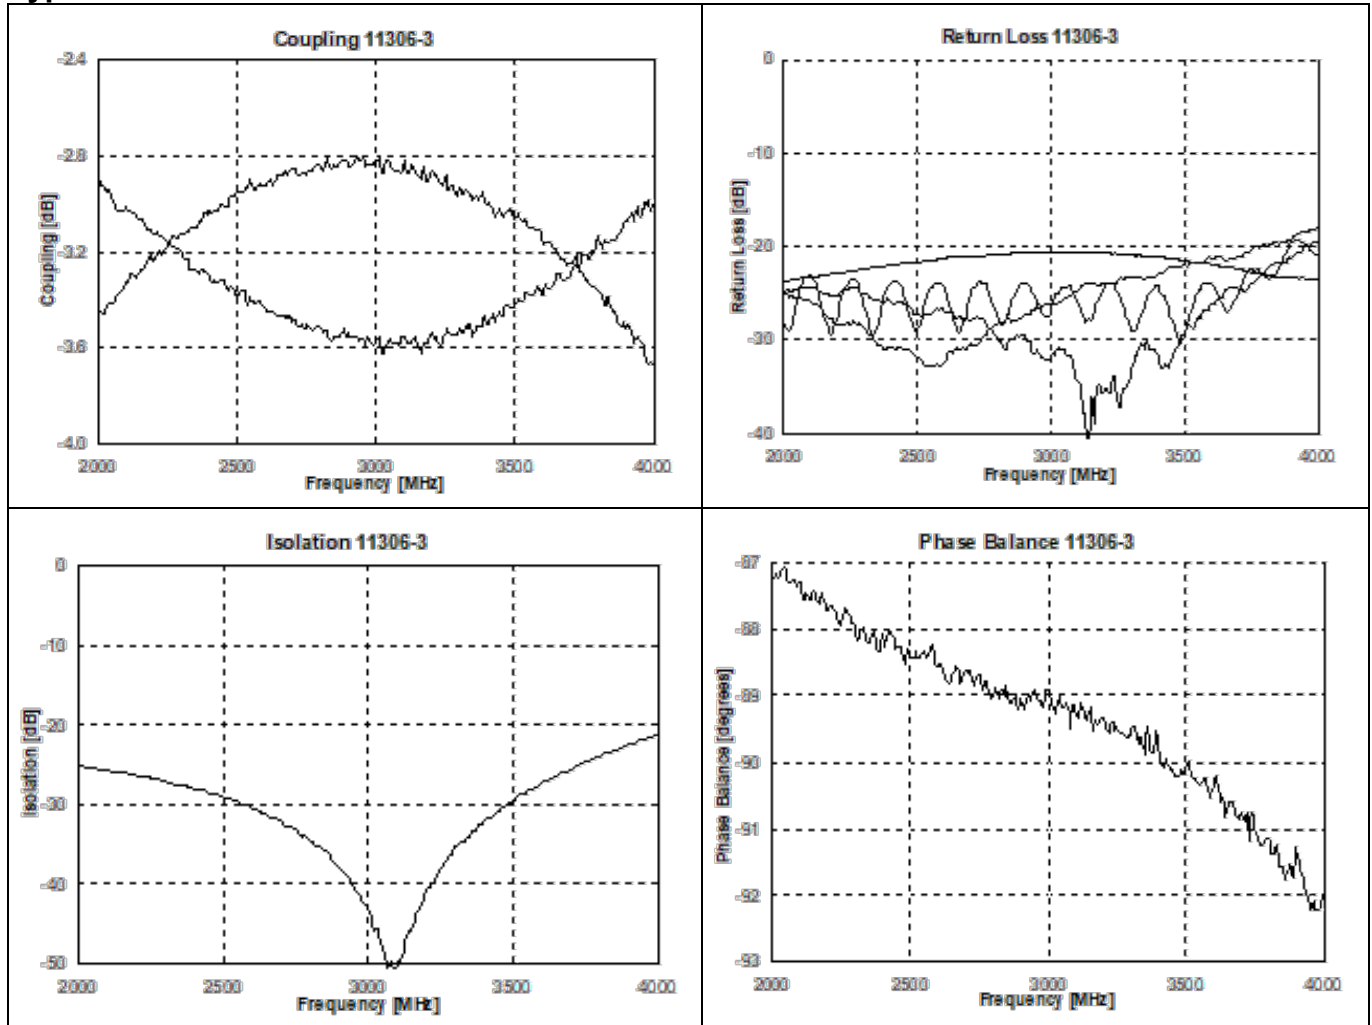 Coupling 11306-3
-2.4
-2.8
-3.2
-3.6
-4.0
Coupling [dB]
2000 2500 3000 3500 4000
Frequency [MHz]
Return Loss 11306-3
0
-10
-20
-30
-40
Return Loss [dB]
2000 2500 3000 3500 4000
Frequency [MHz]
Isolation 11306-3
0
-10
-20
-30
-40
-50
Isolation [dB]
2000 2500 3000 3500 4000
Frequency [MHz]
Phase Balance 11306-3
-87
-88
-89
-90
-91
-92
-93
Phase Balance [degrees]
2000 2500 3000 3500 4000
Frequency [MHz]